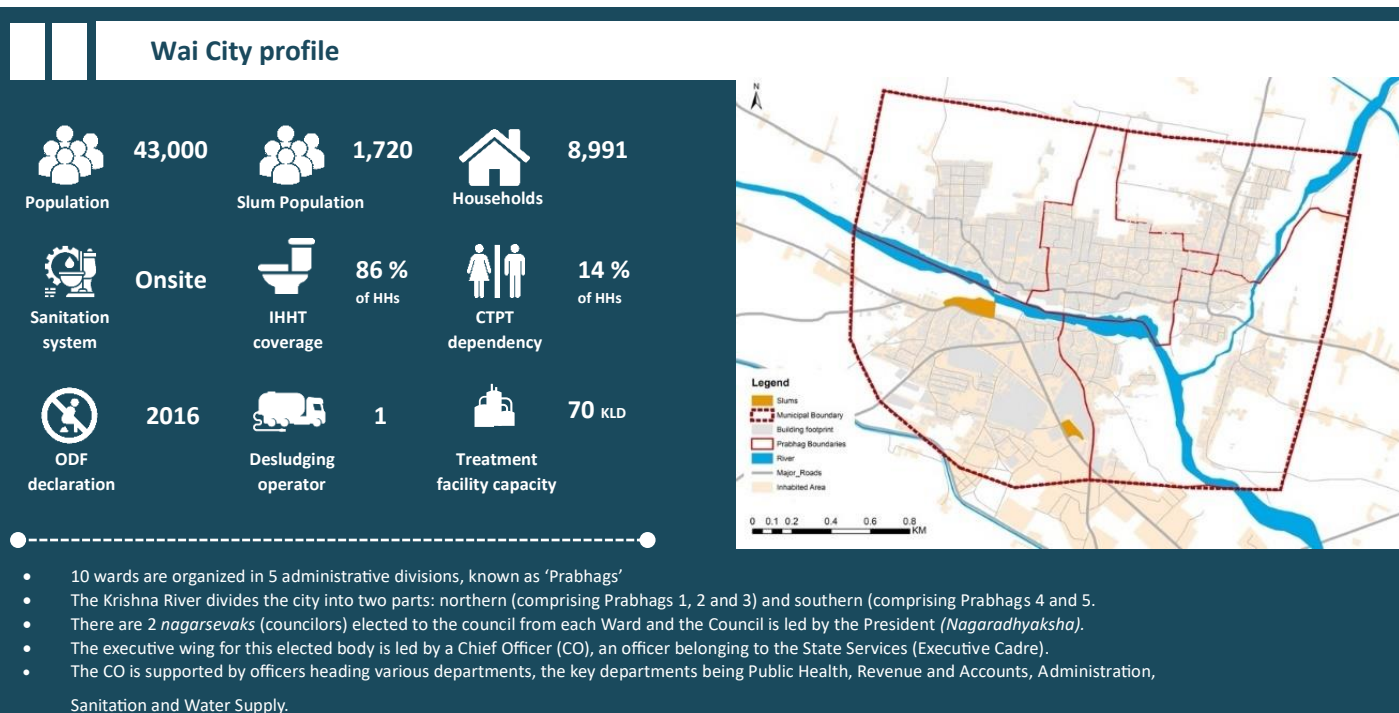 Wai City profile
43,000
Population
1,720
Slum Population
8,991
Households
Onsite
Sanitation
system
86 %
of HHs
IHHT
coverage
14 %
of HHs
CTPT
dependency
2016
ODF
declaration
1
Desludging
operator
70 KLD
Treatment
facility capacity
N
Legend
Slums
Municipal Boundary
Building footprint
Prabhag Boundaries
River
Major_Roads
Inhabited Area
0 0.1 0.2 0.4 0.6 0.8
KM
• 10 wards are organized in 5 administrative divisions, known as ‘Prabhags’
• The Krishna River divides the city into two parts: northern (comprising Prabhags 1, 2 and 3) and southern (comprising Prabhags 4 and 5.
• There are 2 nagarsevaks (councilors) elected to the council from each Ward and the Council is led by the President (Nagaradhyaksha).
• The executive wing for this elected body is led by a Chief Officer (CO), an officer belonging to the State Services (Executive Cadre).
• The CO is supported by officers heading various departments, the key departments being Public Health, Revenue and Accounts, Administration,
Sanitation and Water Supply.